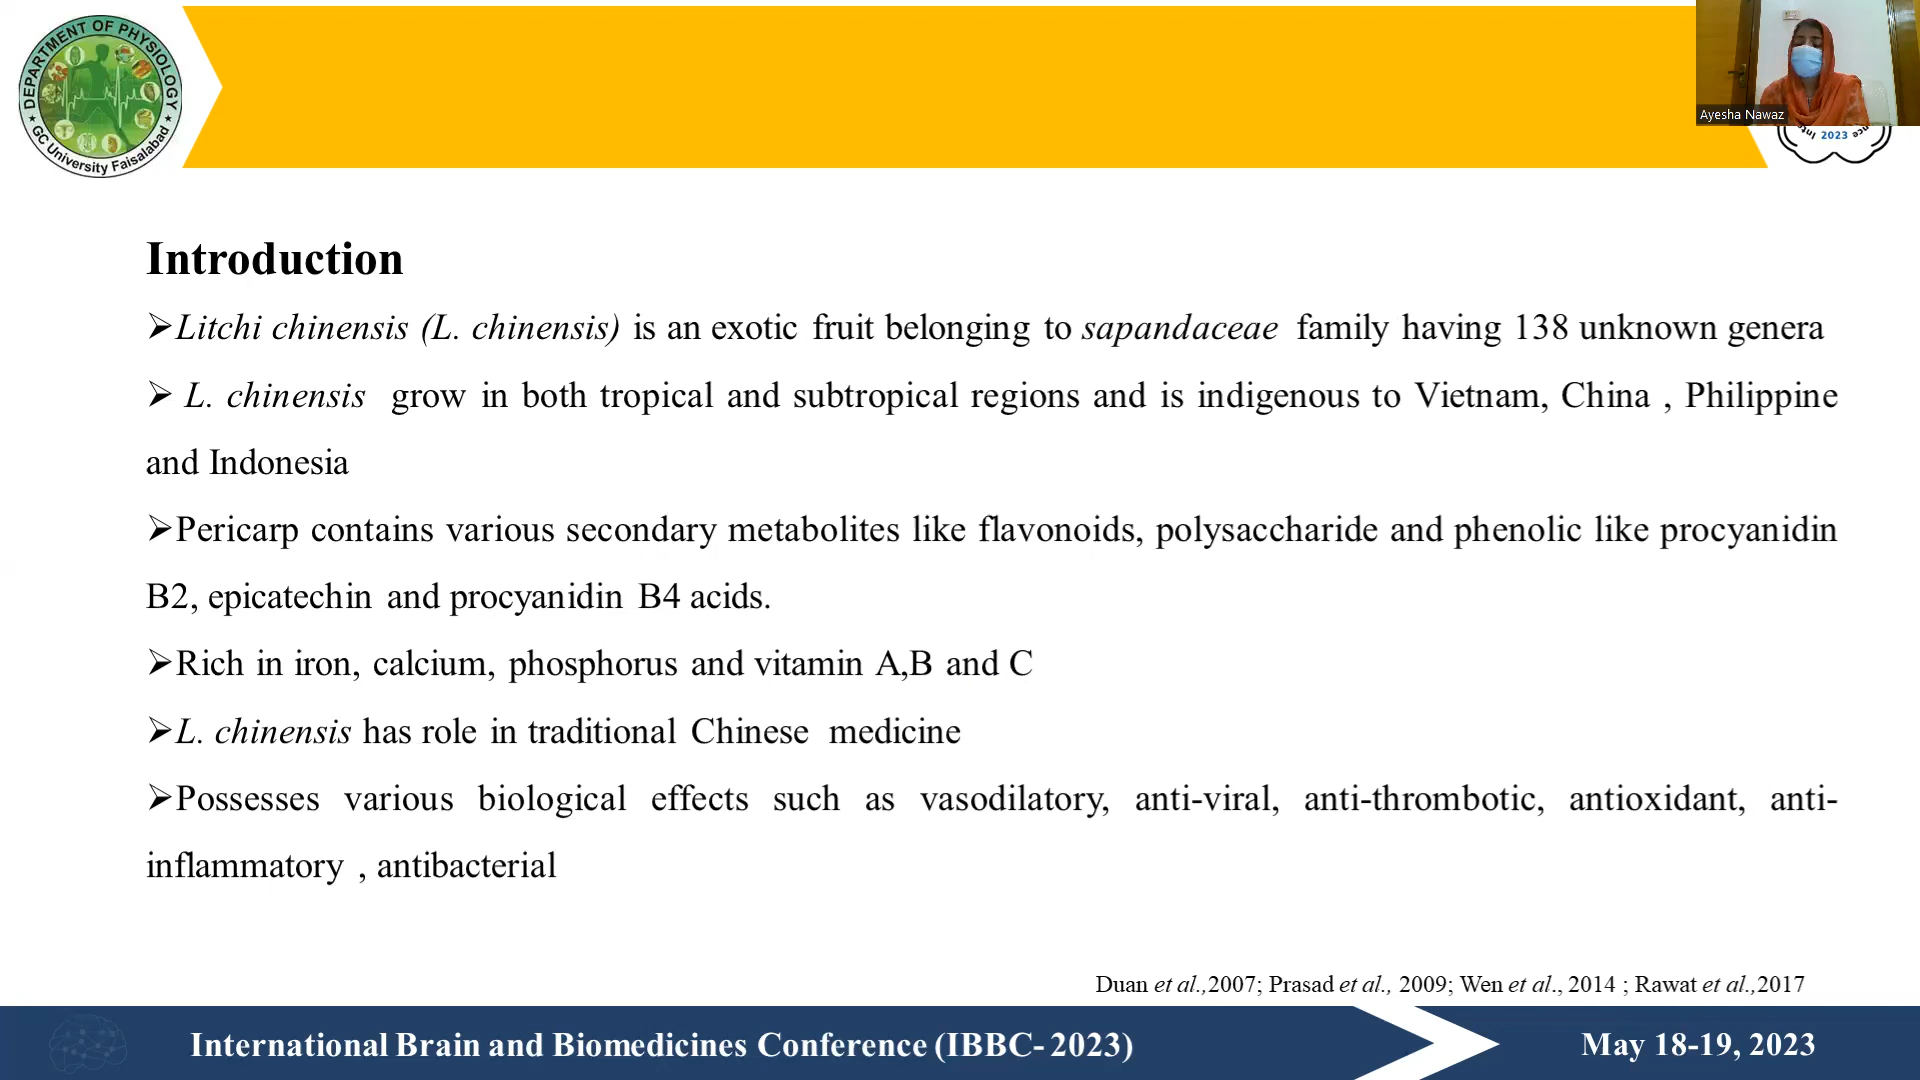 DEPARTMENT OF PHYSIOLOGY
GC University Faisalabad
Ayesha Nawaz
2023
Introduction
➢Litchi chinensis (L. chinensis) is an exotic fruit belonging to sapandaceae family having 138 unknown genera
➢ L. chinensis grow in both tropical and subtropical regions and is indigenous to Vietnam, China , Philippine
and Indonesia
➢Pericarp contains various secondary metabolites like flavonoids, polysaccharide and phenolic like procyanidin
B2, epicatechin and procyanidin B4 acids.
➢Rich in iron, calcium, phosphorus and vitamin A,B and C
➢L. chinensis has role in traditional Chinese medicine
➢Possesses various biological effects such as vasodilatory, anti-viral, anti-thrombotic, antioxidant, anti-
inflammatory , antibacterial
Duan et al.,2007; Prasad et al., 2009; Wen et al., 2014 ; Rawat et al.,2017
International Brain and Biomedicines Conference (IBBC- 2023)
May 18-19, 2023